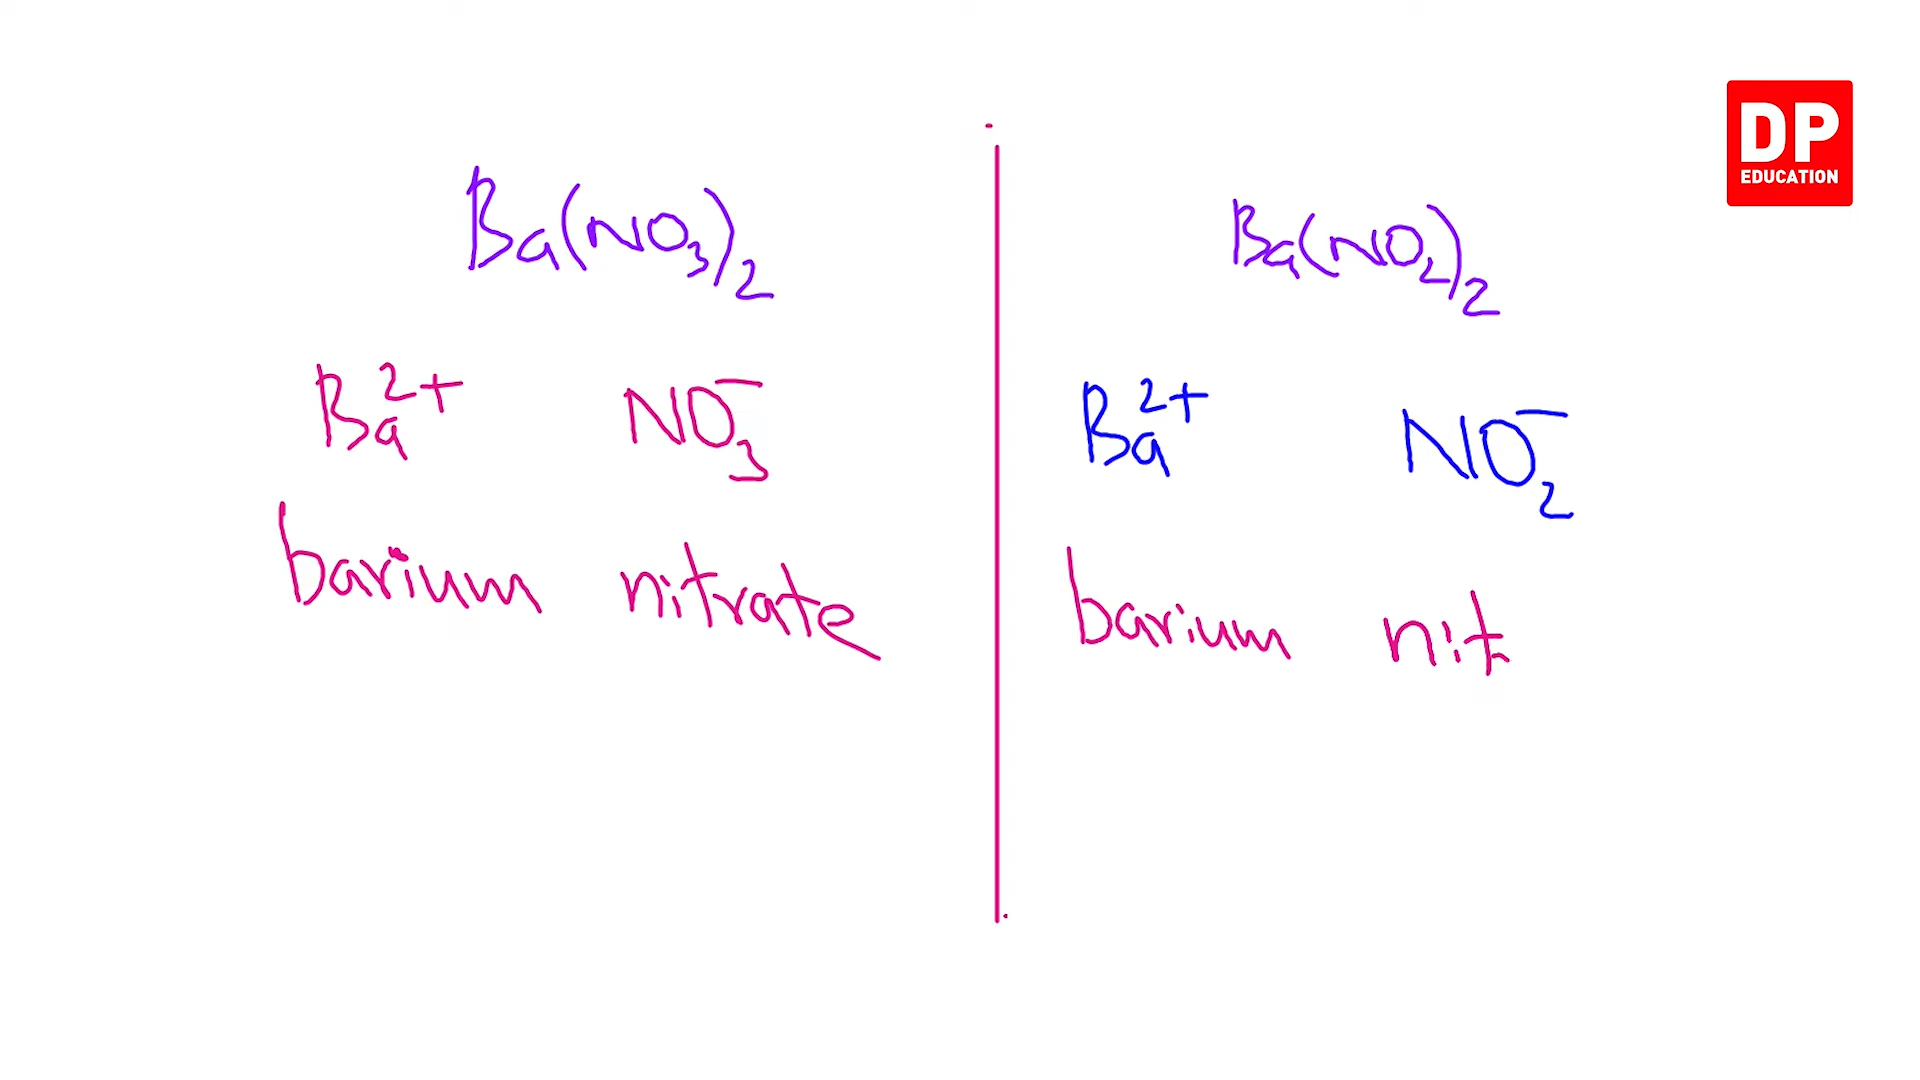 DP
EDUCATION
Ba(NO₃)₂
Ba²⁺ NO₃⁻
barium nitrate
Ba(NO₂)₂
Ba²⁺ NO₂⁻
barium nit